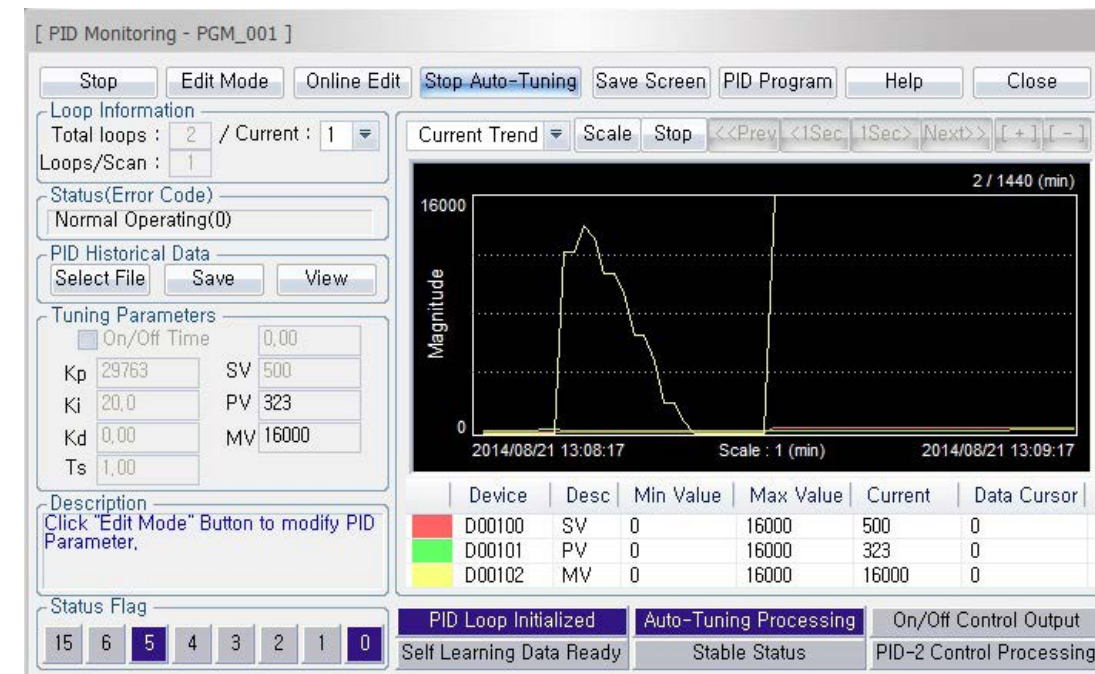 [ PID Monitoring - PGM_001 ]
Stop Edit Mode Online Edit Stop Auto-Tuning Save Screen PID Program Help Close
Loop Information
Total loops : 2 / Current : 1
Loops/Scan : 1
Status(Error Code)
Normal Operating(0)
PID Historical Data
Select File Save View
Tuning Parameters
On/Off Time 0,00
Kp 29763 SV 500
Ki 20,0 PV 323
Kd 0,00 MV 16000
Ts 1,00
Description
Click "Edit Mode" Button to modify PID
Parameter,
Status Flag
15 6 5 4 3 2 1 0
Current Trend Scale Stop <<Prev <1Sec 1Sec> Next>> [ + ] [ - ]
2 / 1440 (min)
16000
Magnitude
0
2014/08/21 13:08:17 Scale : 1 (min) 2014/08/21 13:09:17
Device Desc Min Value Max Value Current Data Cursor
D00100 SV 0 16000 500 0
D00101 PV 0 16000 323 0
D00102 MV 0 16000 16000 0
PID Loop Initialized Auto-Tuning Processing On/Off Control Output
Self Learning Data Ready Stable Status PID-2 Control Processing